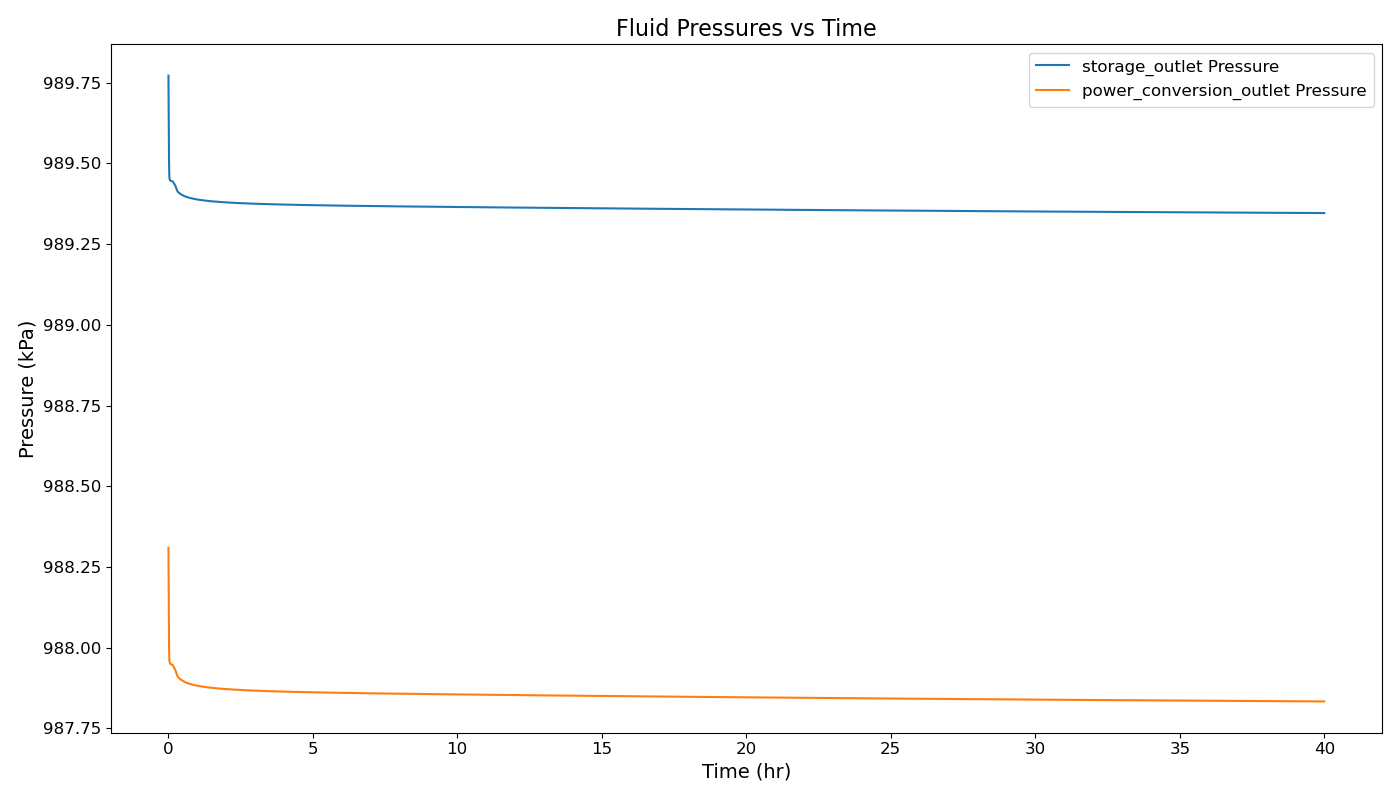 Fluid Pressures vs Time
storage_outlet Pressure
power_conversion_outlet Pressure
Pressure (kPa)
989.75
989.50
989.25
989.00
988.75
988.50
988.25
988.00
987.75
0 5 10 15 20 25 30 35 40
Time (hr)